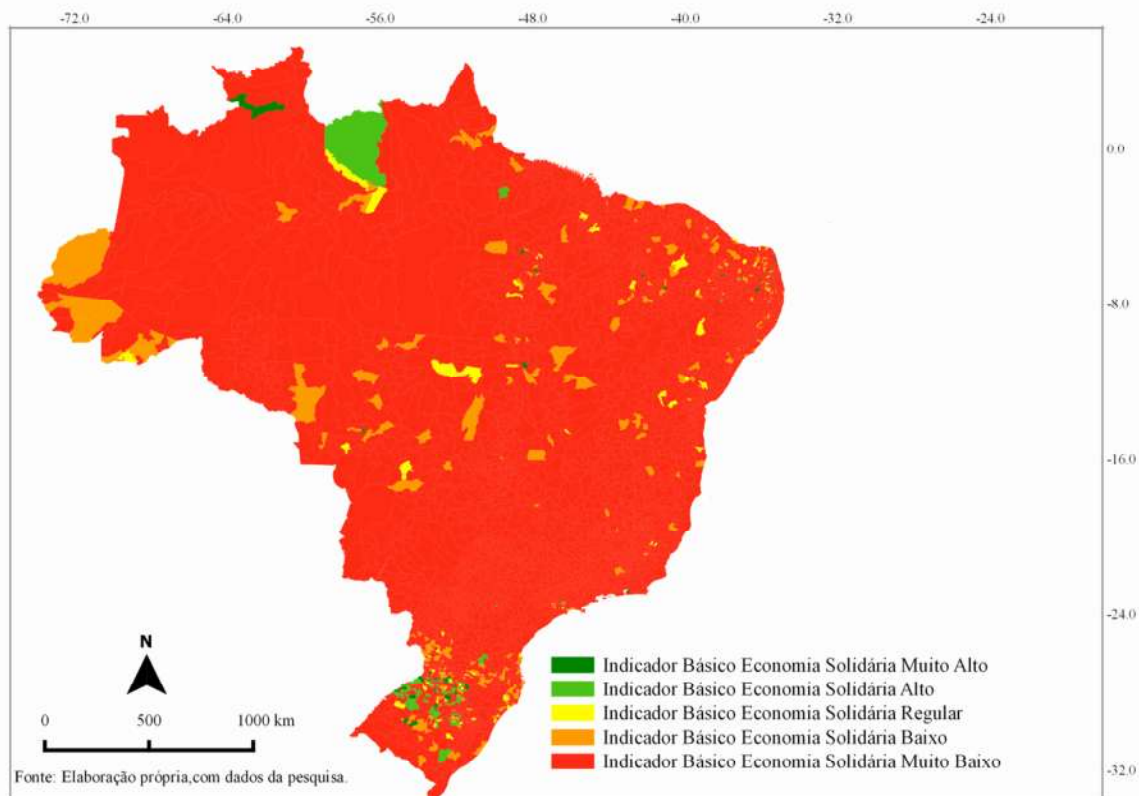 -72.0 -64.0 -56.0 -48.0 -40.0 -32.0 -24.0
0.0
-8.0
-16.0
-24.0
-32.0
N
0 500 1000 km
Indicador Básico Economia Solidária Muito Alto
Indicador Básico Economia Solidária Alto
Indicador Básico Economia Solidária Regular
Indicador Básico Economia Solidária Baixo
Indicador Básico Economia Solidária Muito Baixo
Fonte: Elaboração própria,com dados da pesquisa.